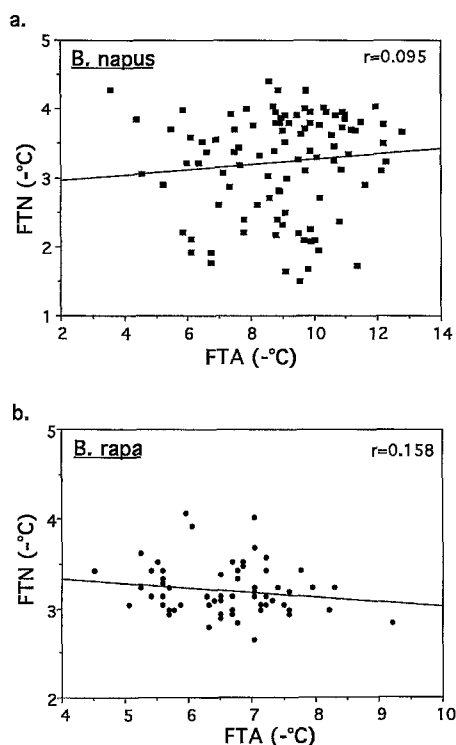 a.
B. napus
r=0.095
5
4
3
2
1
FTN (-°C)
2 4 6 8 10 12 14
FTA (-°C)
b.
B. rapa
r=0.158
5
4
3
2
FTN (-°C)
4 5 6 7 8 9 10
FTA (-°C)